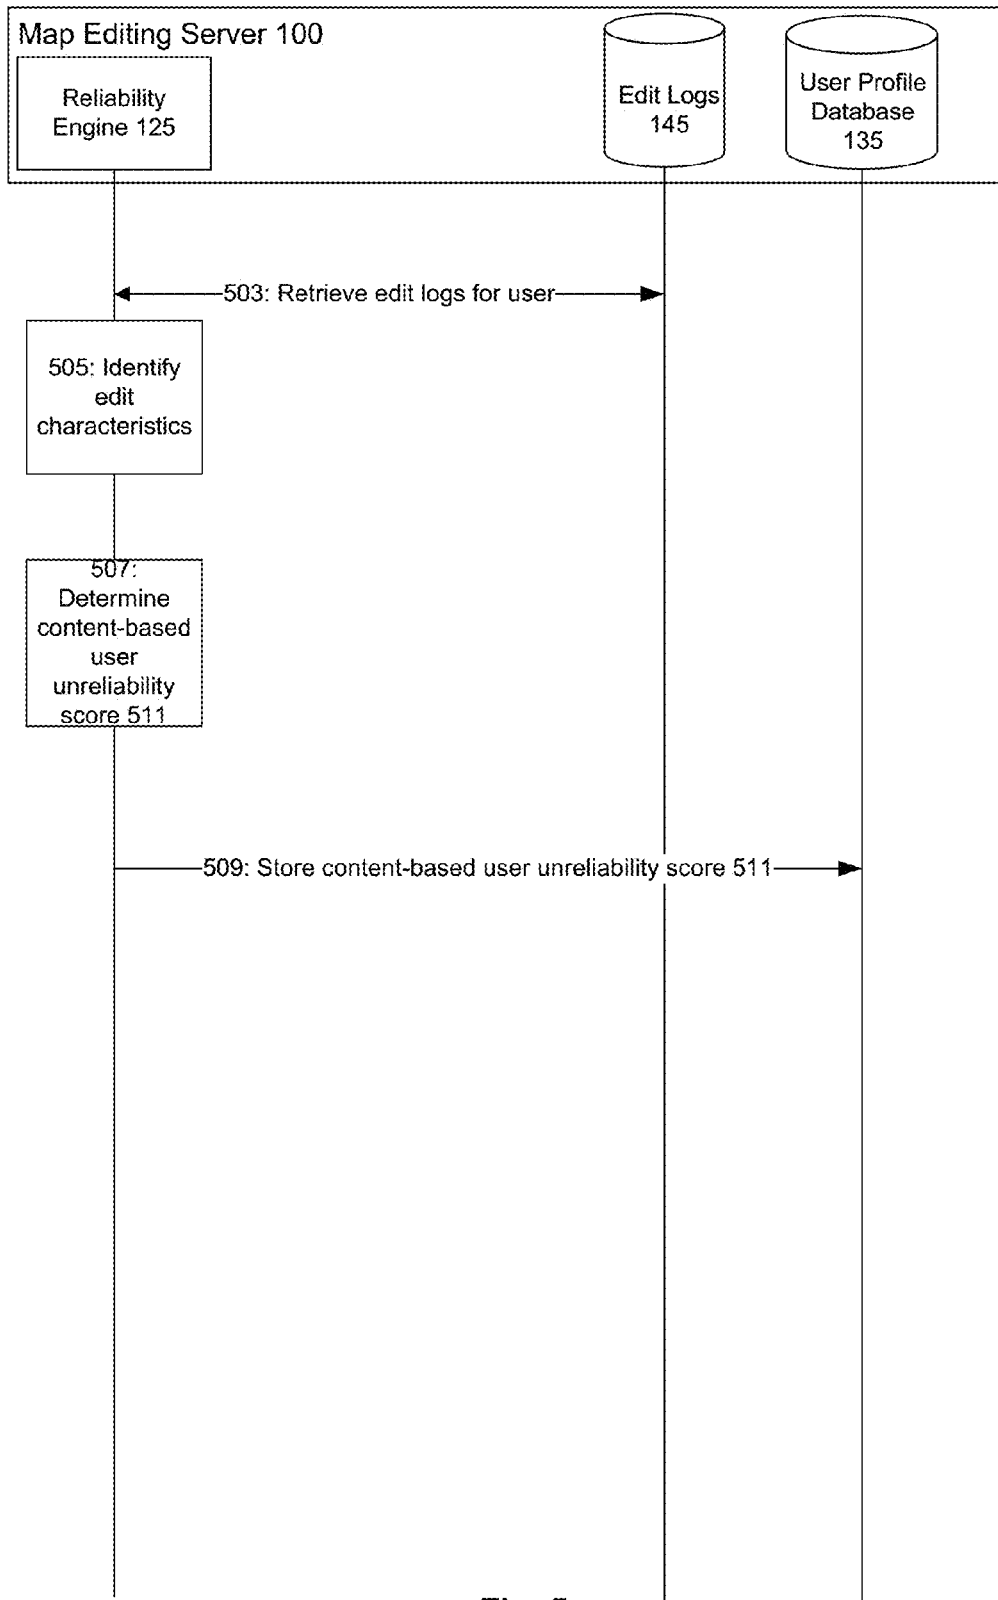 Map Editing Server 100
Reliability
Engine 125
Edit Logs
145
User Profile
Database
135
503: Retrieve edit logs for user
505: Identify
edit
characteristics
507:
Determine
content-based
user
unreliability
score 511
509: Store content-based user unreliability score 511